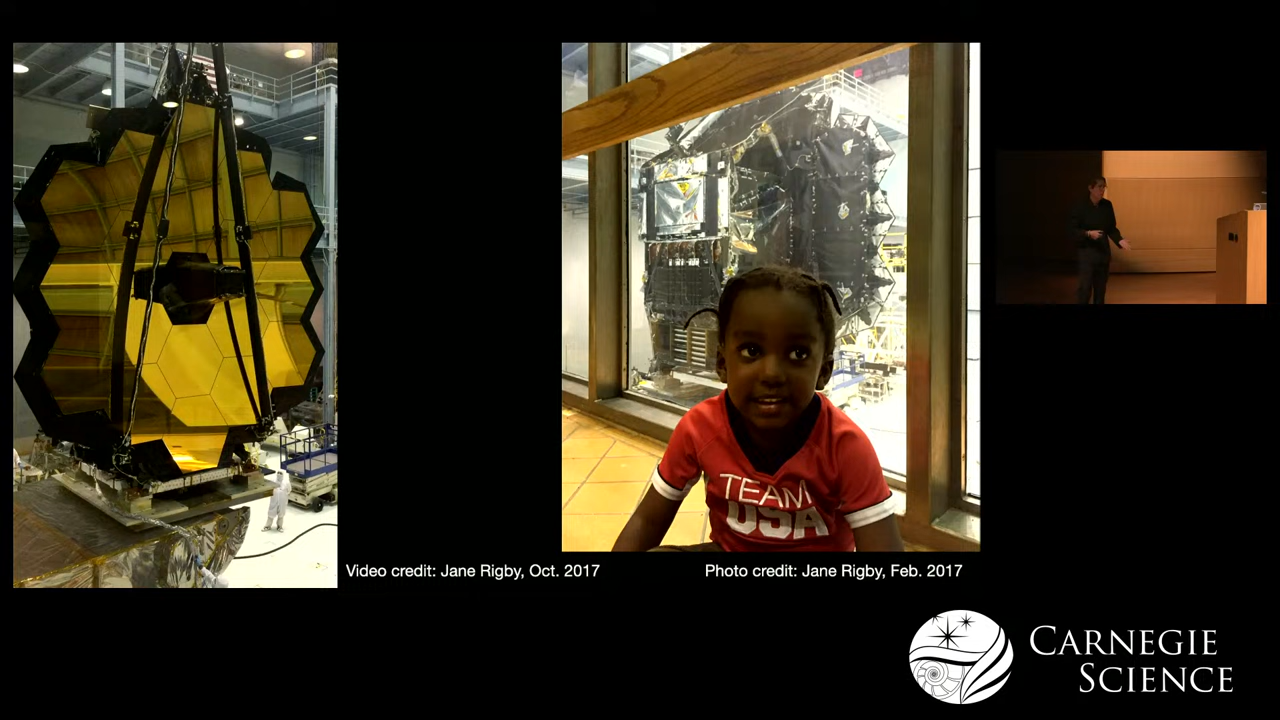 TEAM
USA
Video credit: Jane Rigby, Oct. 2017
Photo credit: Jane Rigby, Feb. 2017
CARNEGIE
SCIENCE